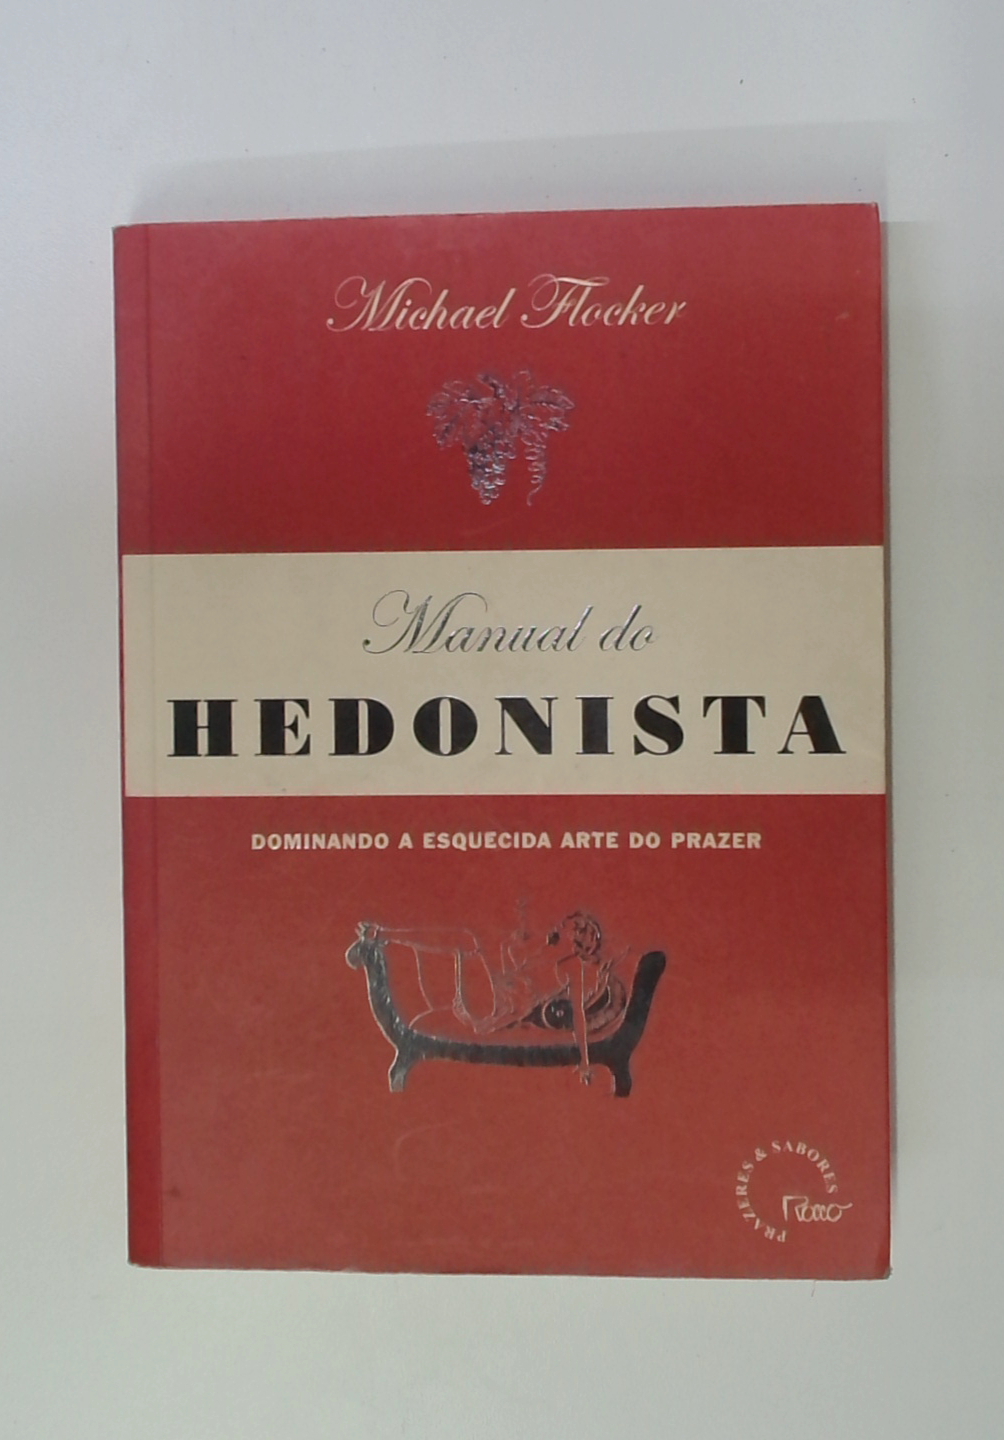 Michael Flocker
Manual do
HEDONISTA
DOMINANDO A ESQUECIDA ARTE DO PRAZER
PRAZERES & SABORES
Rocco